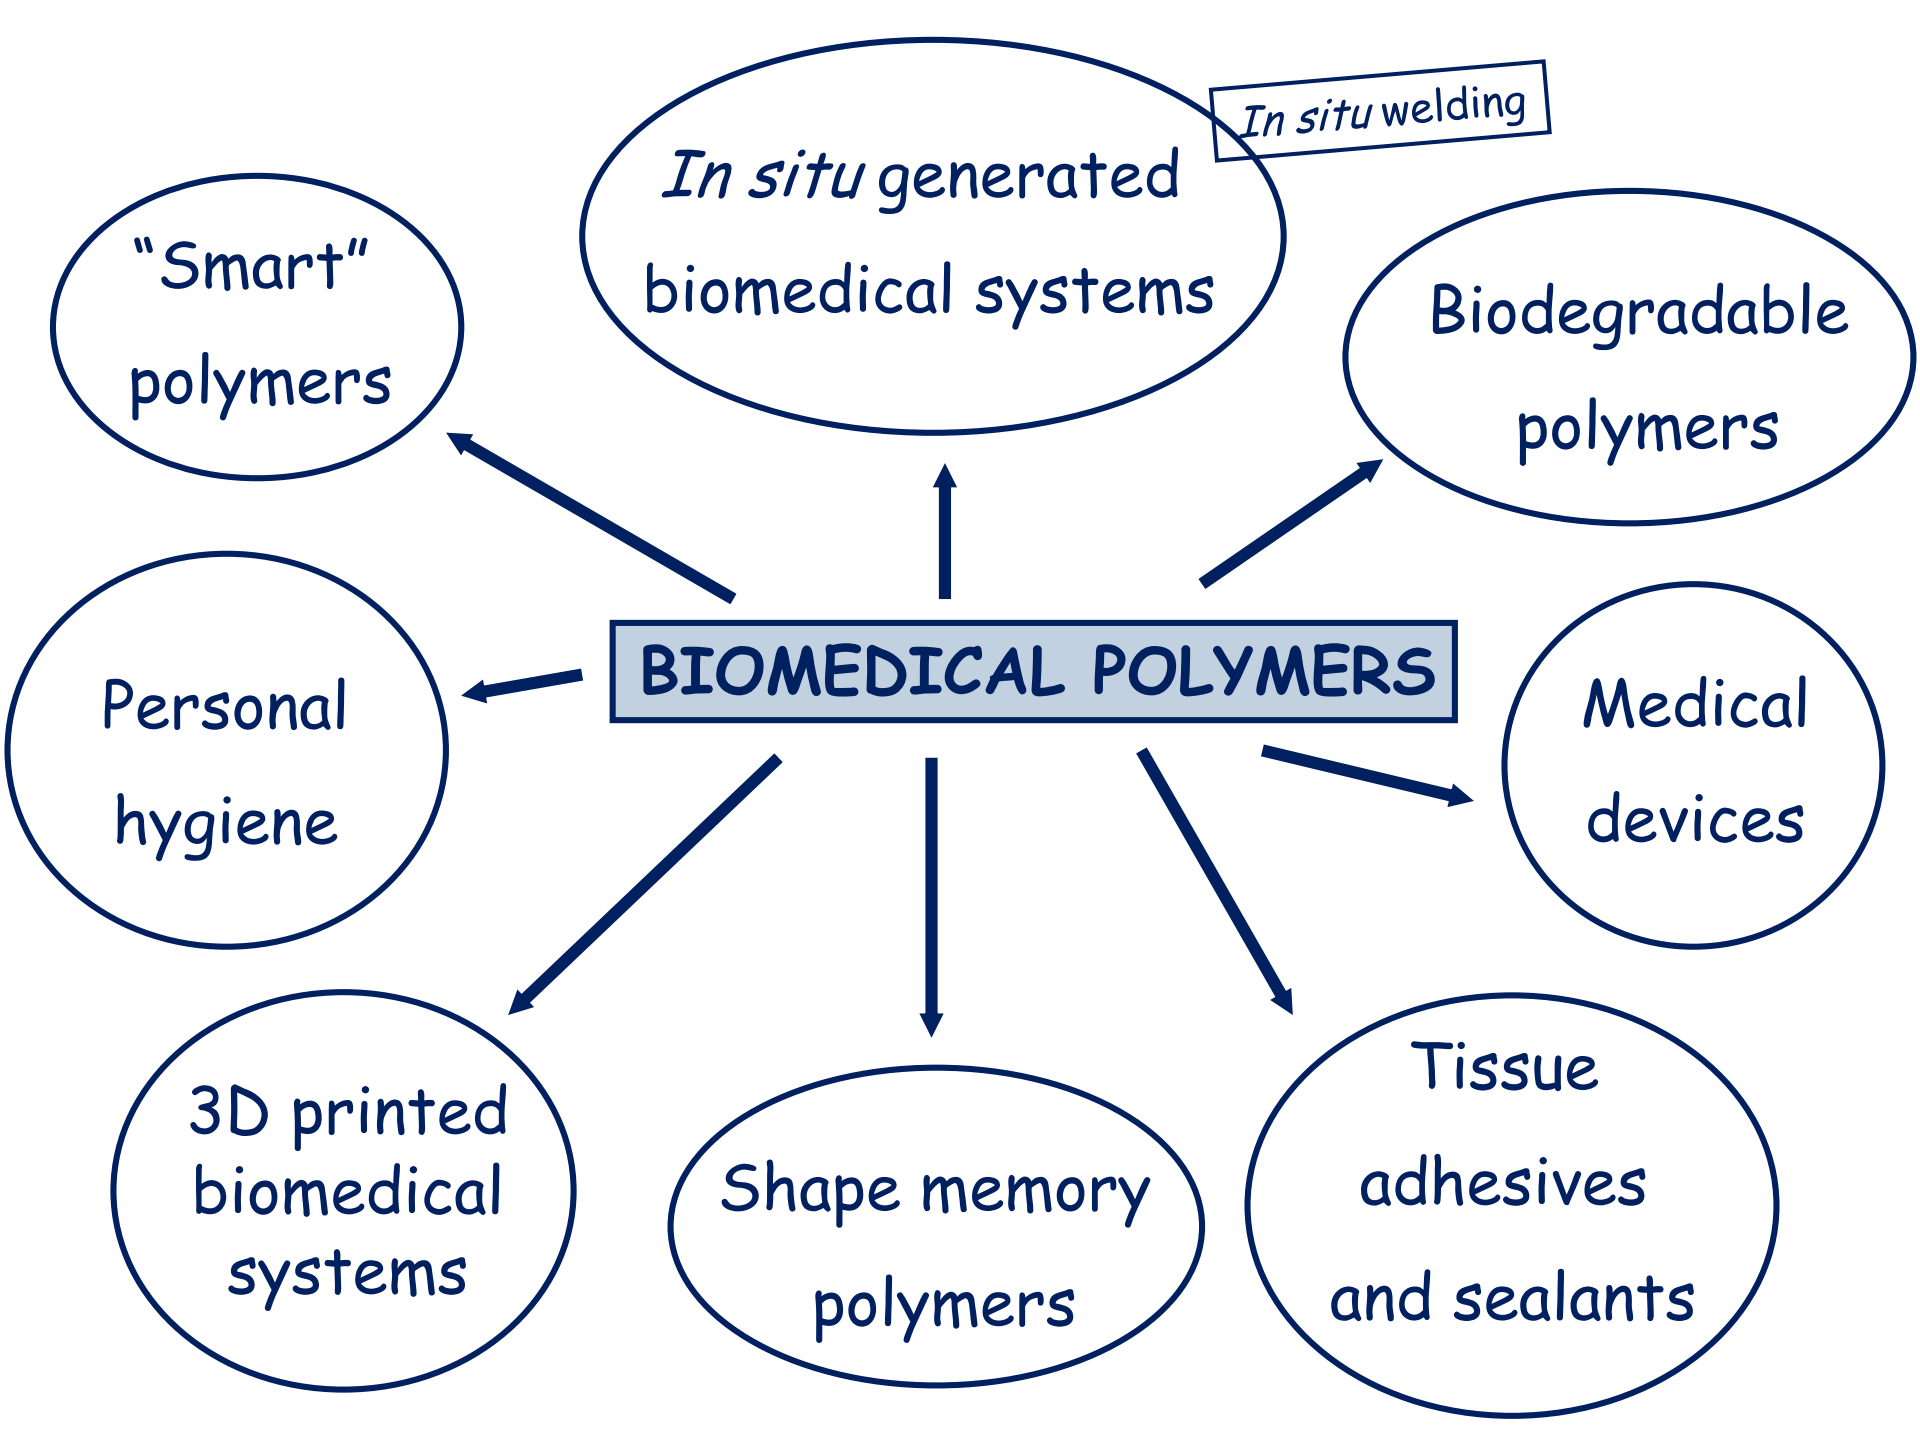 In situ welding
In situ generated
biomedical systems
“Smart”
polymers
Biodegradable
polymers
BIOMEDICAL POLYMERS
Personal
hygiene
Medical
devices
3D printed
biomedical
systems
Shape memory
polymers
Tissue
adhesives
and sealants